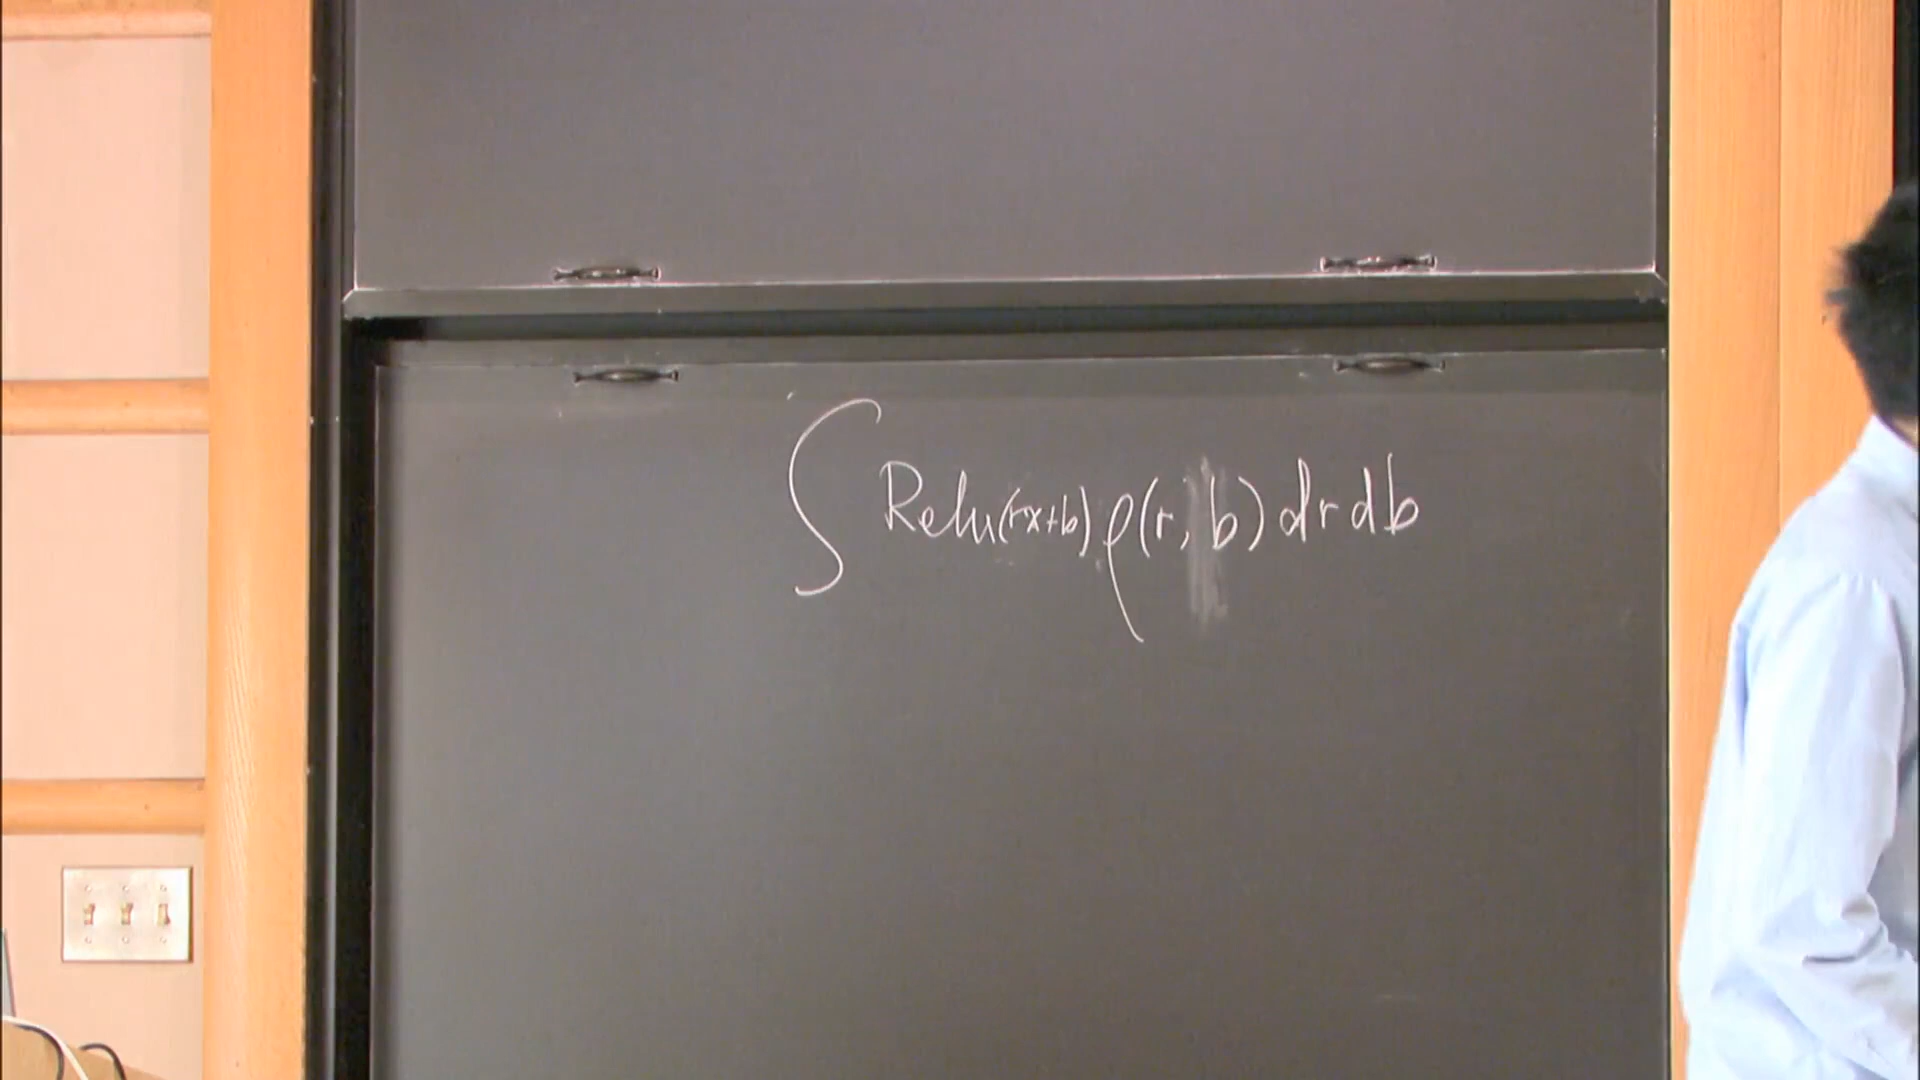 ∫ Relu(rx+b) ρ(r, b) dr db